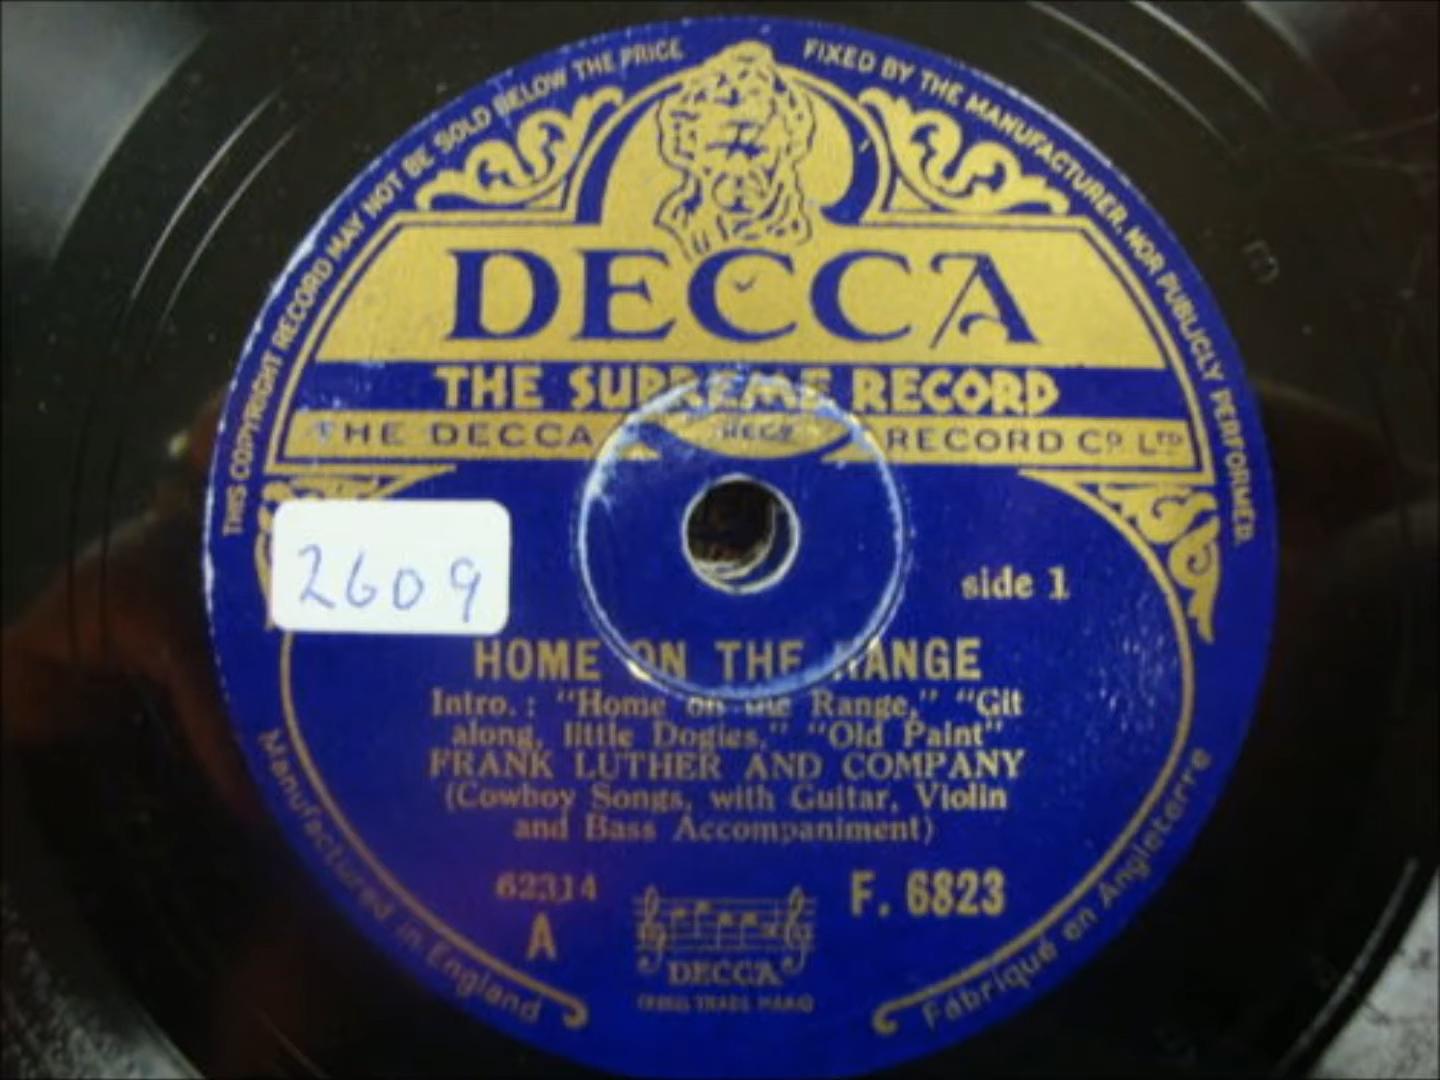 THIS COPYRIGHT RECORD MAY NOT BE SOLD BELOW THE PRICE FIXED BY THE MANUFACTURER, NOR PUBLICLY PERFORMED.
DECCA
THE SUPREME RECORD
THE DECCA RECORD CO LTD
2609
side 1
HOME ON THE RANGE
Intro.: "Home on the Range," "Git
along, little Dogies," "Old Paint"
FRANK LUTHER AND COMPANY
(Cowboy Songs, with Guitar, Violin
and Bass Accompaniment)
62314
A
F. 6823
DECCA
TRADE MARK
Manufactured in England
Fabriqué en Angleterre